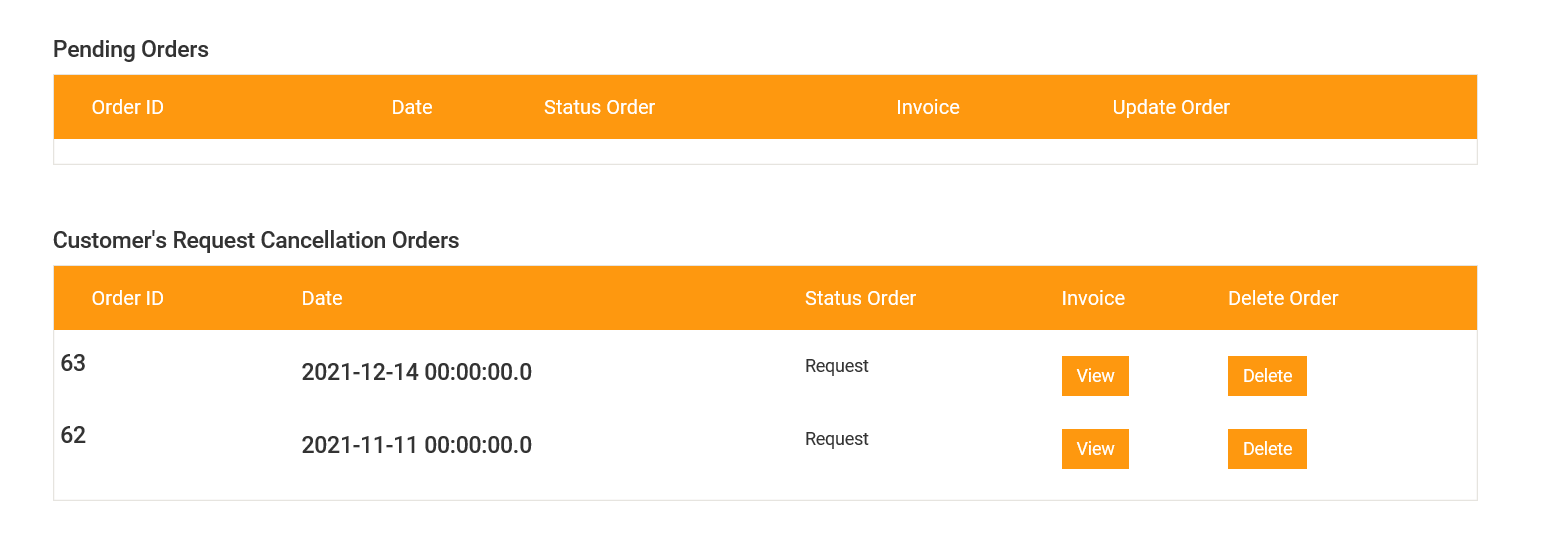 Pending Orders
Order ID Date Status Order Invoice Update Order
Customer's Request Cancellation Orders
Order ID Date Status Order Invoice Delete Order
63 2021-12-14 00:00:00.0 Request View Delete
62 2021-11-11 00:00:00.0 Request View Delete